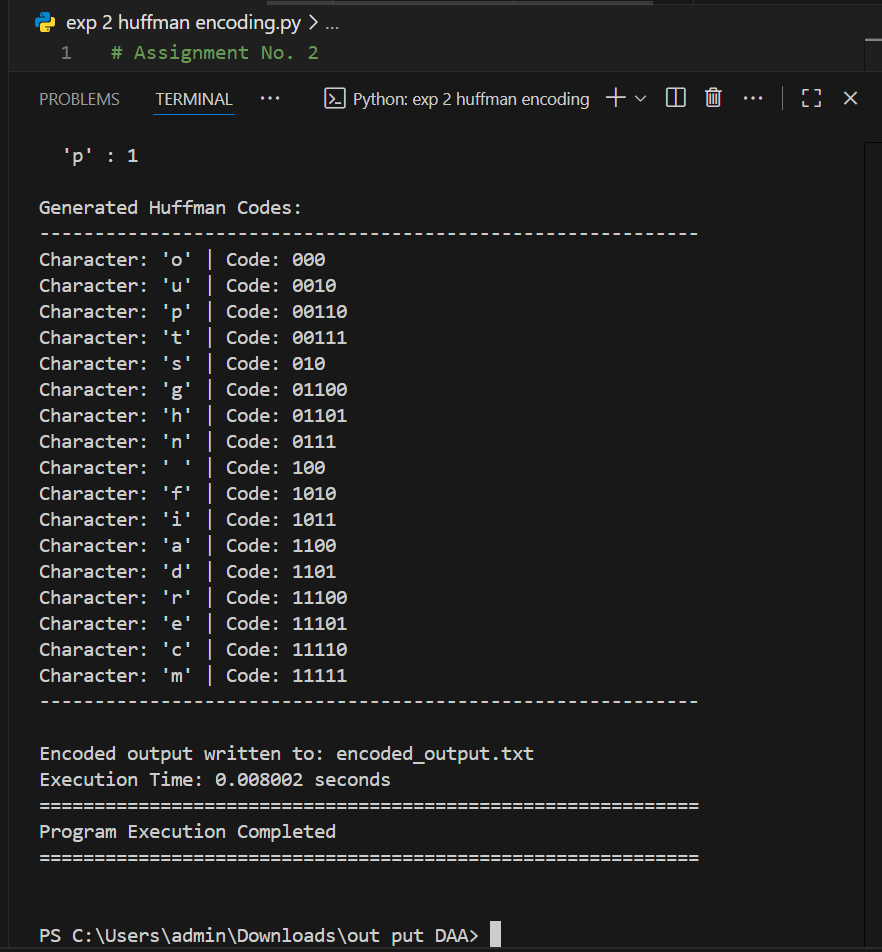 exp 2 huffman encoding.py > ...
1 # Assignment No. 2
PROBLEMS TERMINAL ... Python: exp 2 huffman encoding ...
'p' : 1
Generated Huffman Codes:
------------------------------------------------------------
Character: 'o' | Code: 000
Character: 'u' | Code: 0010
Character: 'p' | Code: 00110
Character: 't' | Code: 00111
Character: 's' | Code: 010
Character: 'g' | Code: 01100
Character: 'h' | Code: 01101
Character: 'n' | Code: 0111
Character: ' ' | Code: 100
Character: 'f' | Code: 1010
Character: 'i' | Code: 1011
Character: 'a' | Code: 1100
Character: 'd' | Code: 1101
Character: 'r' | Code: 11100
Character: 'e' | Code: 11101
Character: 'c' | Code: 11110
Character: 'm' | Code: 11111
------------------------------------------------------------
Encoded output written to: encoded_output.txt
Execution Time: 0.008002 seconds
============================================================
Program Execution Completed
============================================================
PS C:\Users\admin\Downloads\out put DAA>